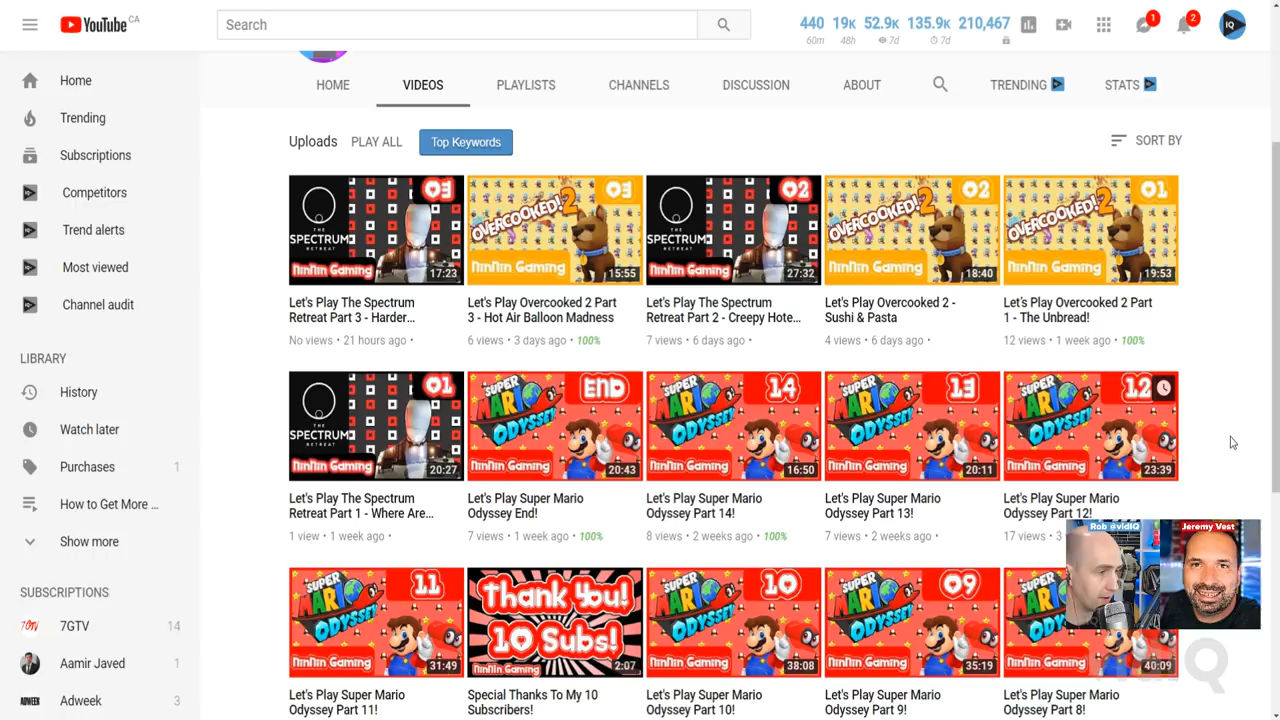 YouTube CA
Search
440 19K 52.9K 135.9K 210,467
60m 48h 7d 7d
1
2
IQ
HOME VIDEOS PLAYLISTS CHANNELS DISCUSSION ABOUT TRENDING STATS
Home
Trending
Subscriptions
Competitors
Trend alerts
Most viewed
Channel audit
LIBRARY
History
Watch later
Purchases 1
How to Get More ...
Show more
SUBSCRIPTIONS
7GTV 14
Aamir Javed 1
ADWEEK Adweek 3
Uploads PLAY ALL Top Keywords SORT BY
03
THE
SPECTRUM
RETREAT
NinNin Gaming
17:23
Let's Play The Spectrum
Retreat Part 3 - Harder...
No views • 21 hours ago •
03
OVERCOOKED! 2
NinNin Gaming
15:55
Let's Play Overcooked 2 Part
3 - Hot Air Balloon Madness
6 views • 3 days ago • 100%
02
THE
SPECTRUM
RETREAT
NinNin Gaming
27:32
Let's Play The Spectrum
Retreat Part 2 - Creepy Hote...
7 views • 6 days ago •
02
OVERCOOKED! 2
NinNin Gaming
18:40
Let's Play Overcooked 2 -
Sushi & Pasta
4 views • 6 days ago •
01
OVERCOOKED! 2
NinNin Gaming
19:53
Let's Play Overcooked 2 Part
1 - The Unbread!
12 views • 1 week ago • 100%
01
THE
SPECTRUM
RETREAT
NinNin Gaming
20:27
Let's Play The Spectrum
Retreat Part 1 - Where Are...
1 view • 1 week ago •
END
SUPER
MARIO
ODYSSEY
NinNin Gaming
20:43
Let's Play Super Mario
Odyssey End!
7 views • 1 week ago • 100%
14
SUPER
MARIO
ODYSSEY
NinNin Gaming
16:50
Let's Play Super Mario
Odyssey Part 14!
8 views • 2 weeks ago • 100%
13
SUPER
MARIO
ODYSSEY
NinNin Gaming
20:11
Let's Play Super Mario
Odyssey Part 13!
7 views • 2 weeks ago •
12
SUPER
MARIO
ODYSSEY
NinNin Gaming
23:39
Let's Play Super Mario
Odyssey Part 12!
17 views • 3
Rob @vidIQ
Jeremy Vest
11
SUPER
MARIO
ODYSSEY
NinNin Gaming
31:49
Let's Play Super Mario
Odyssey Part 11!
Thank You!
10 Subs!
NinNin Gaming
2:07
Special Thanks To My 10
Subscribers!
10
SUPER
MARIO
ODYSSEY
NinNin Gaming
38:08
Let's Play Super Mario
Odyssey Part 10!
09
SUPER
MARIO
ODYSSEY
NinNin Gaming
35:19
Let's Play Super Mario
Odyssey Part 9!
SUPER
MARIO
ODYSSEY
NinNin Gaming
40:09
Let's Play Super Mario
Odyssey Part 8!